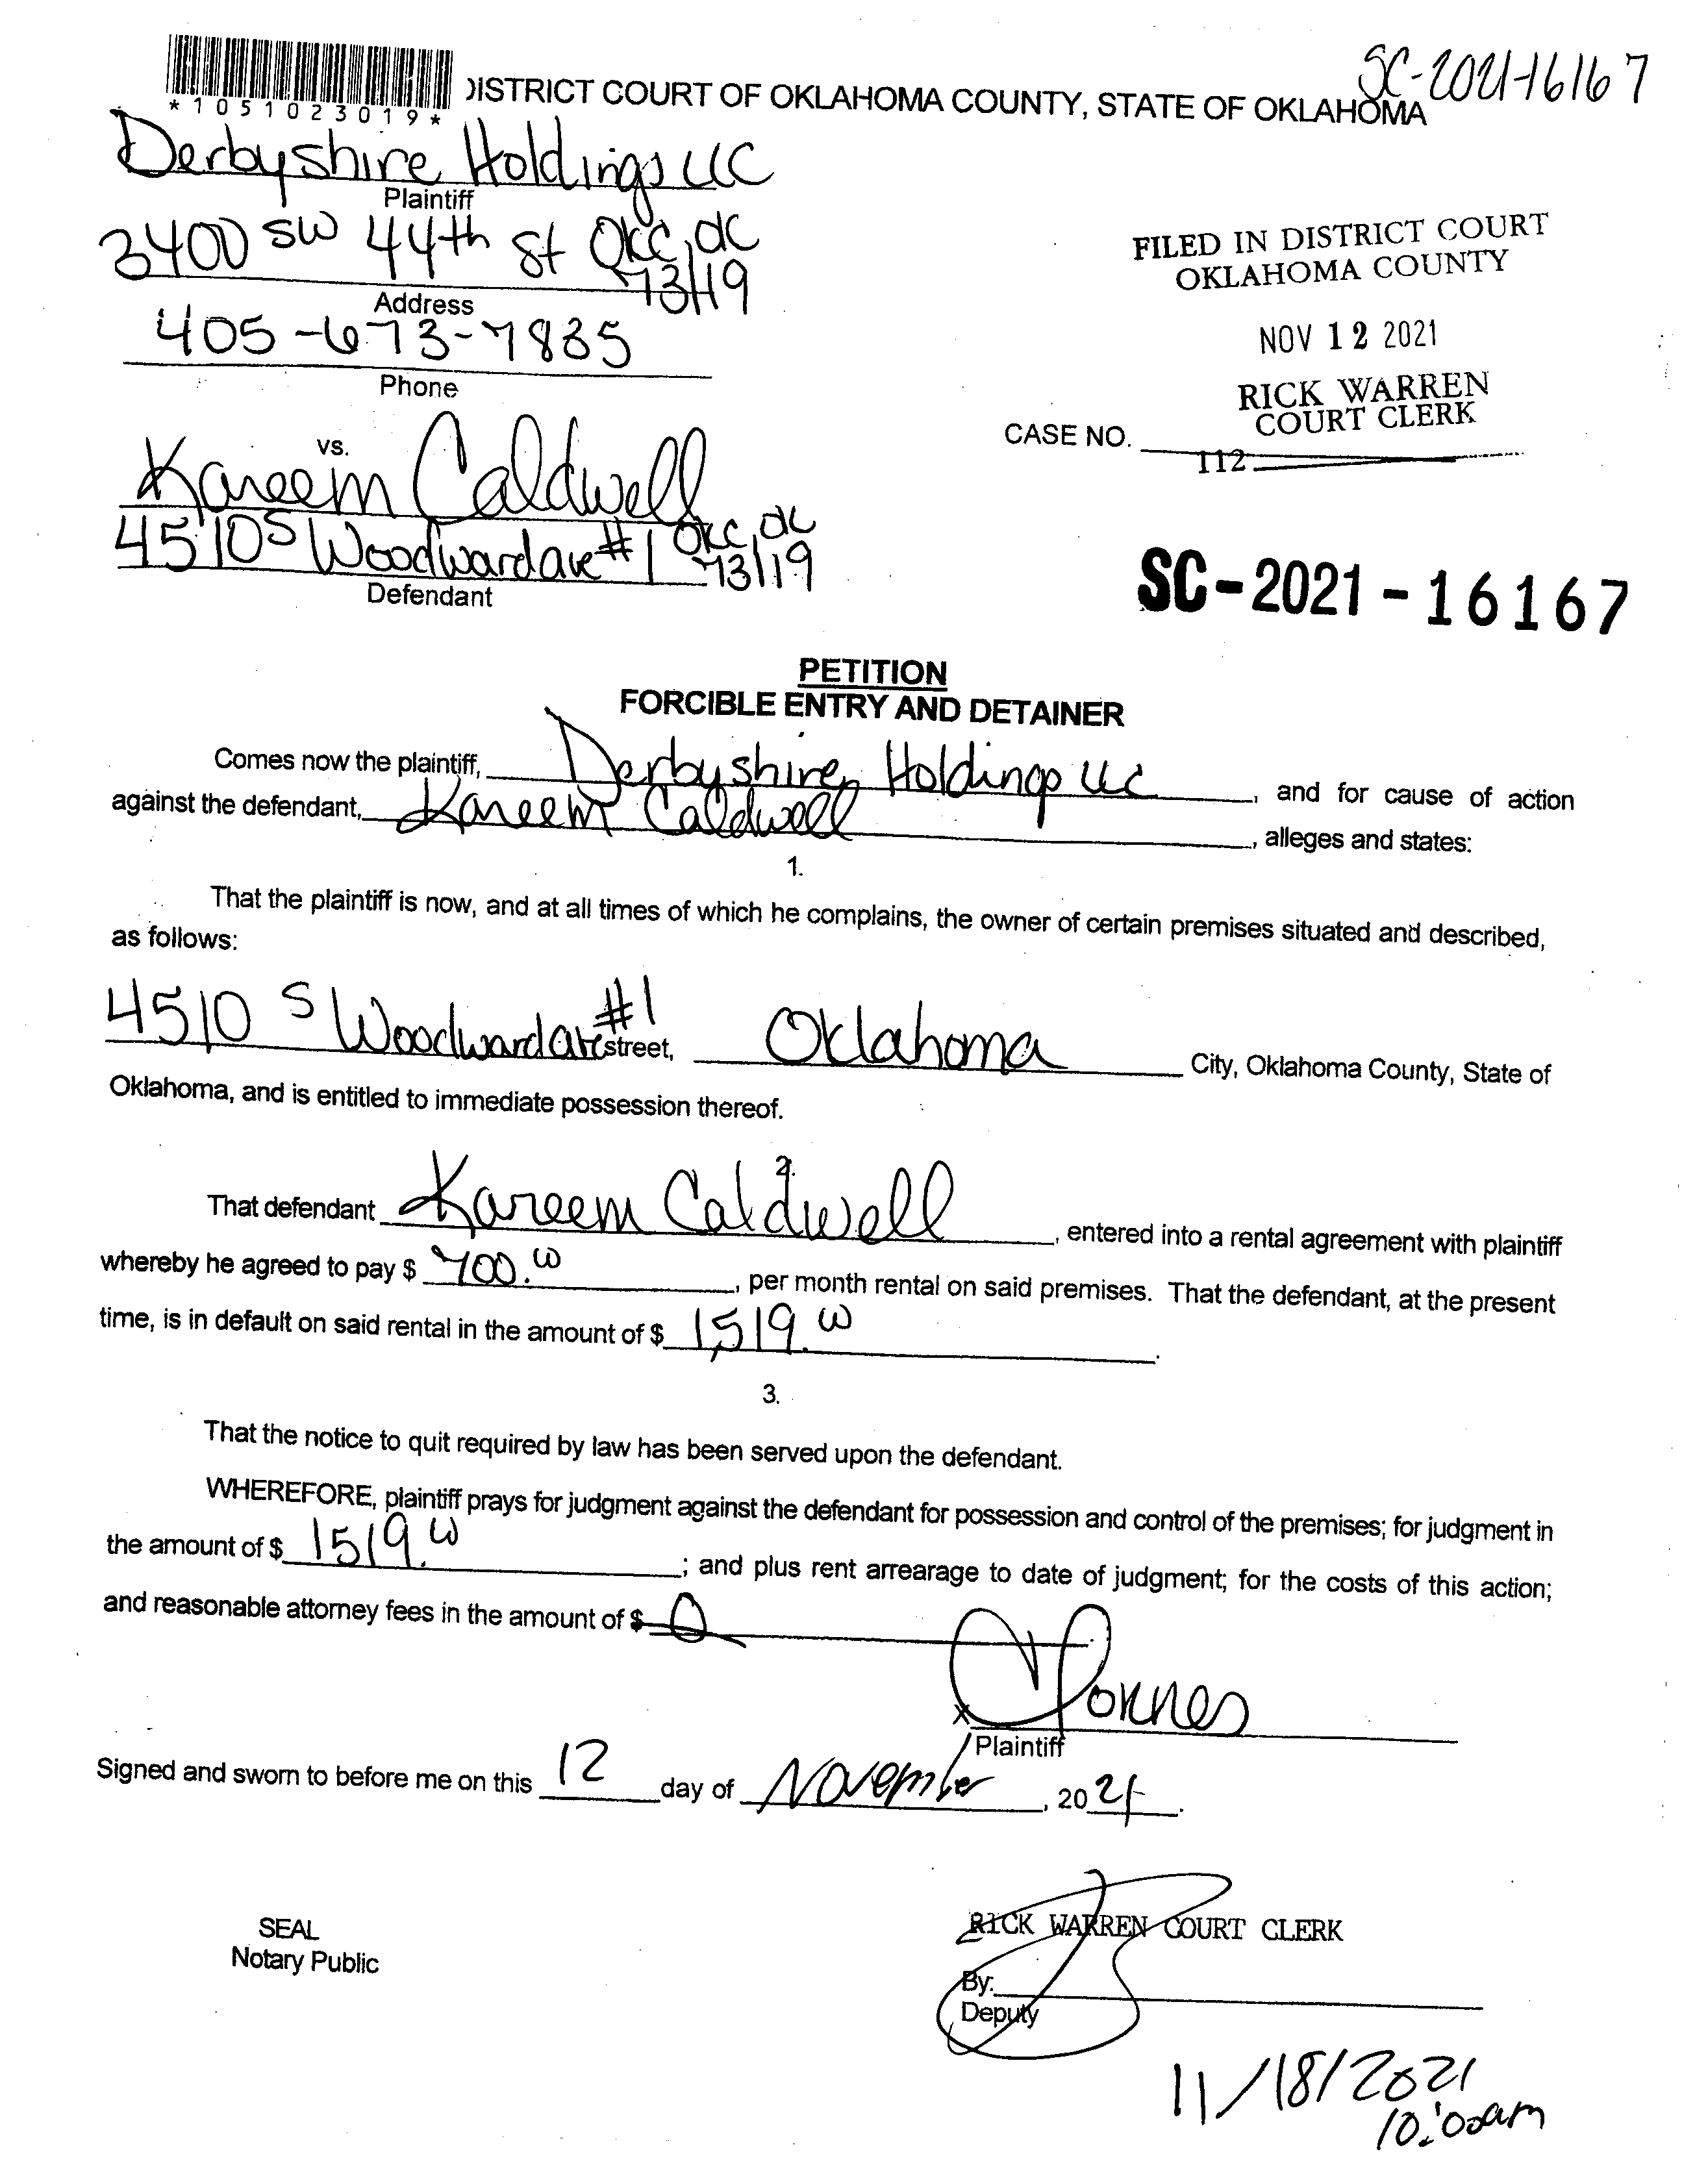 SC-2021-16167
*1051023019*
DISTRICT COURT OF OKLAHOMA COUNTY, STATE OF OKLAHOMA
Derbyshire Holdings LLC
Plaintiff
3400 SW 44th St OKC, OK
73119
Address
405-673-7835
Phone
FILED IN DISTRICT COURT
OKLAHOMA COUNTY
NOV 12 2021
RICK WARREN
COURT CLERK
CASE NO.
112
vs.
Kareem Caldwell
4510 S Woodward ave #1 OKC, OK
73119
Defendant
SC-2021-16167
PETITION
FORCIBLE ENTRY AND DETAINER
Comes now the plaintiff, Derbyshire Holdings LLC, and for cause of action
against the defendant, Kareem Caldwell, alleges and states:
1.
That the plaintiff is now, and at all times of which he complains, the owner of certain premises situated and described,
as follows:
4510 S Woodward ave #1 street, Oklahoma City, Oklahoma County, State of
Oklahoma, and is entitled to immediate possession thereof.
2.
That defendant Kareem Caldwell, entered into a rental agreement with plaintiff
whereby he agreed to pay $ 700.00, per month rental on said premises. That the defendant, at the present
time, is in default on said rental in the amount of $ 1,519.00.
3.
That the notice to quit required by law has been served upon the defendant.
WHEREFORE, plaintiff prays for judgment against the defendant for possession and control of the premises; for judgment in
the amount of $ 1519.00; and plus rent arrearage to date of judgment; for the costs of this action;
and reasonable attorney fees in the amount of $ 0.
X
Plaintiff
Signed and sworn to before me on this 12 day of November, 2021.
SEAL
Notary Public
RICK WARREN COURT CLERK
By:
Deputy
11/18/2021
10:00am